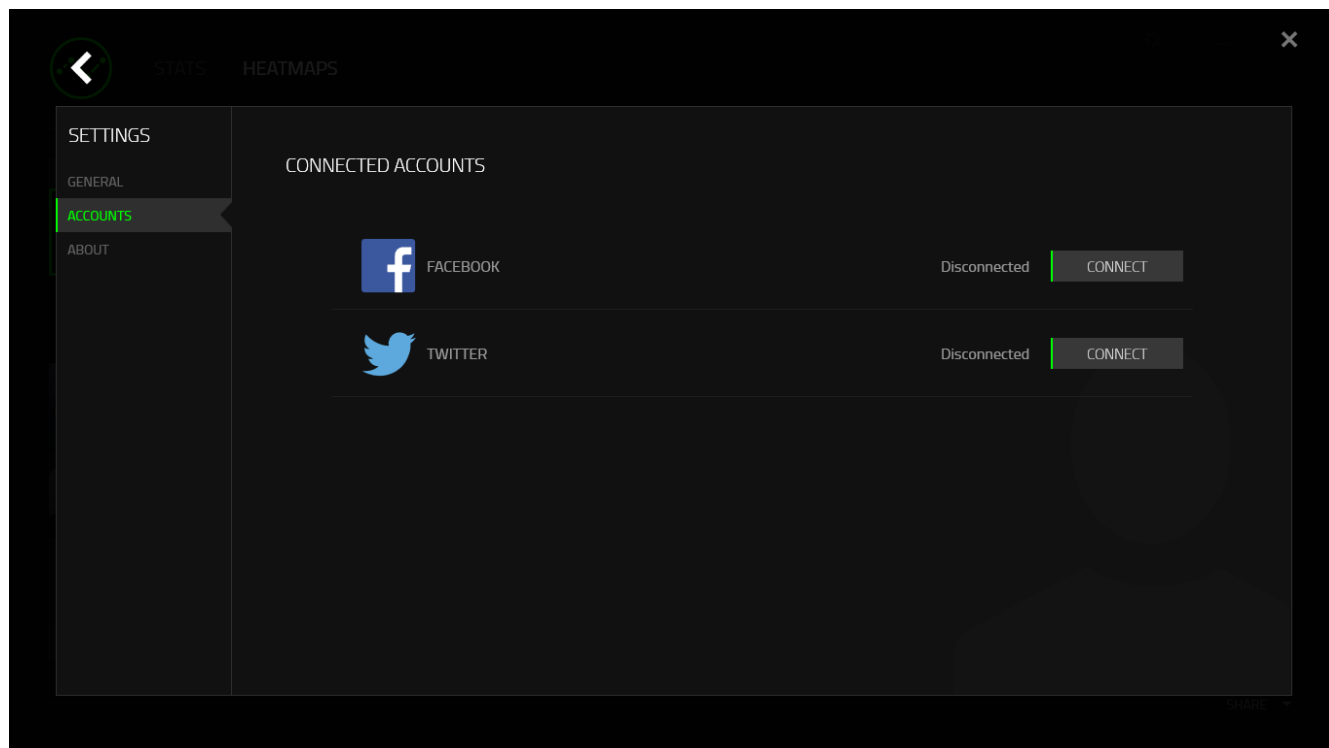 STATS HEATMAPS
SETTINGS
GENERAL
ACCOUNTS
ABOUT
CONNECTED ACCOUNTS
FACEBOOK Disconnected CONNECT
TWITTER Disconnected CONNECT
SHARE